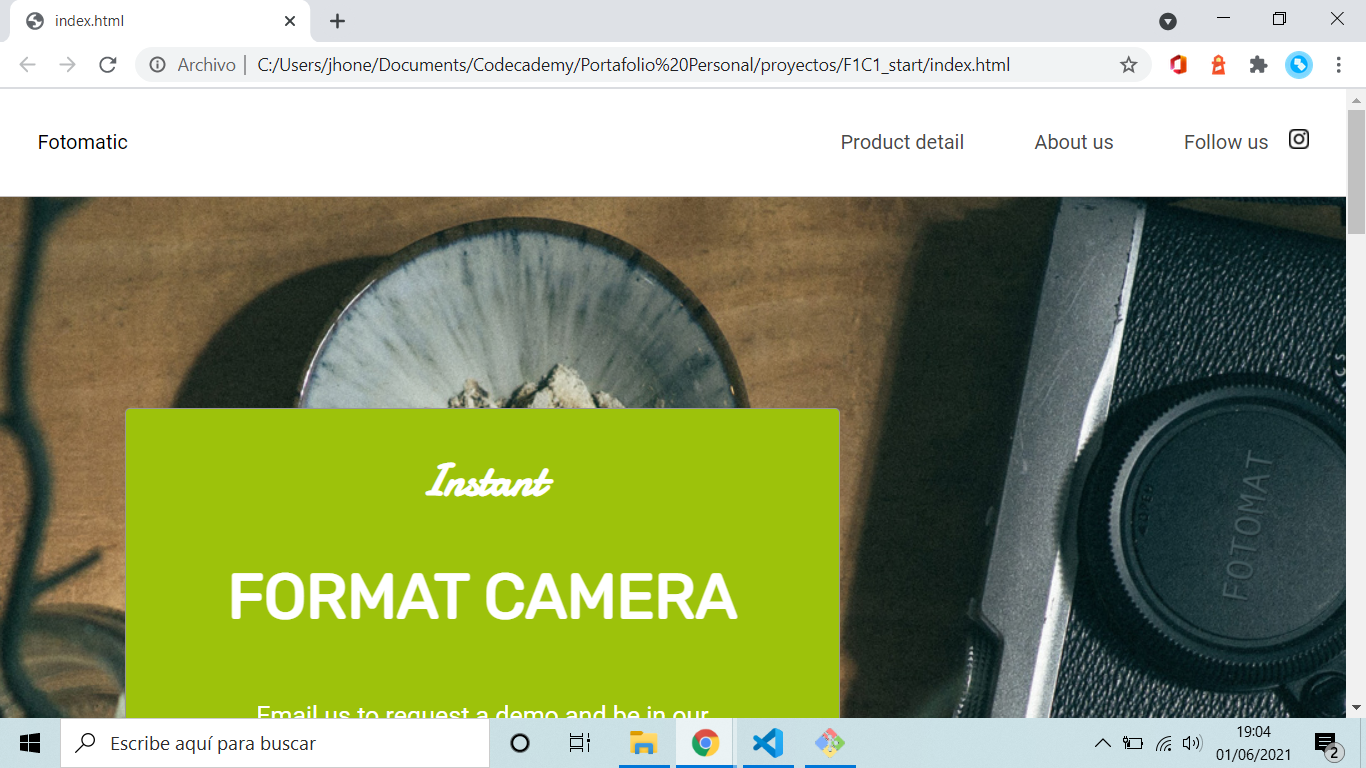 index.html
Archivo | C:/Users/jhone/Documents/Codecademy/Portafolio%20Personal/proyectos/F1C1_start/index.html
Fotomatic
Product detail
About us
Follow us
Instant
FORMAT CAMERA
FOTOMAT
Email us to request a demo and be in our
Escribe aquí para buscar
19:04
01/06/2021
2